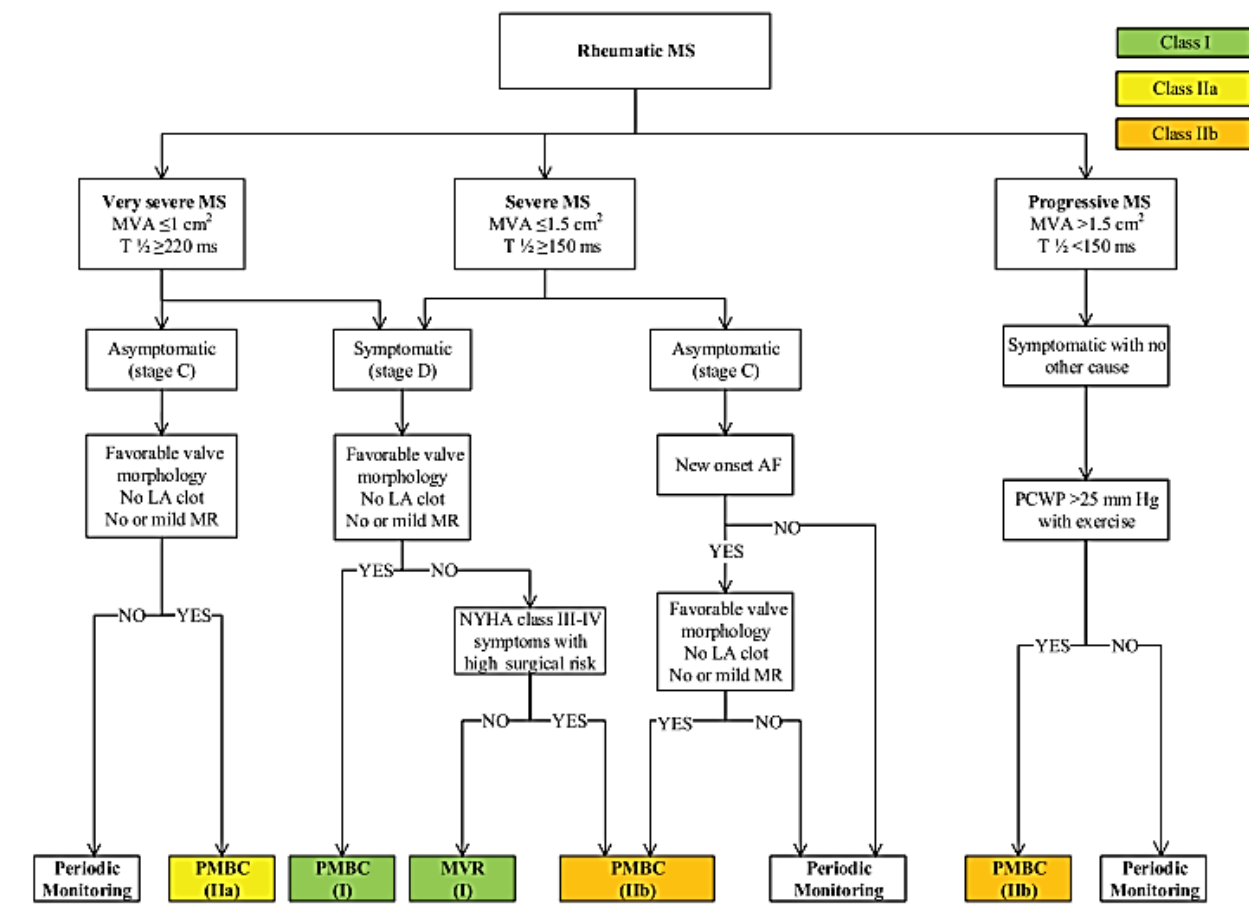 Rheumatic MS
Class I
Class IIa
Class IIb
Very severe MS
MVA ≤1 cm²
T ½ ≥220 ms
Severe MS
MVA ≤1.5 cm²
T ½ ≥150 ms
Progressive MS
MVA >1.5 cm²
T ½ <150 ms
Asymptomatic
(stage C)
Symptomatic
(stage D)
Asymptomatic
(stage C)
Symptomatic with no
other cause
Favorable valve
morphology
No LA clot
No or mild MR
Favorable valve
morphology
No LA clot
No or mild MR
New onset AF
PCWP >25 mm Hg
with exercise
NO
YES
YES
NO
NYHA class III-IV
symptoms with
high surgical risk
YES
NO
Favorable valve
morphology
No LA clot
No or mild MR
NO
YES
YES
NO
YES
NO
Periodic
Monitoring
PMBC
(IIa)
PMBC
(I)
MVR
(I)
PMBC
(IIb)
Periodic
Monitoring
PMBC
(IIb)
Periodic
Monitoring